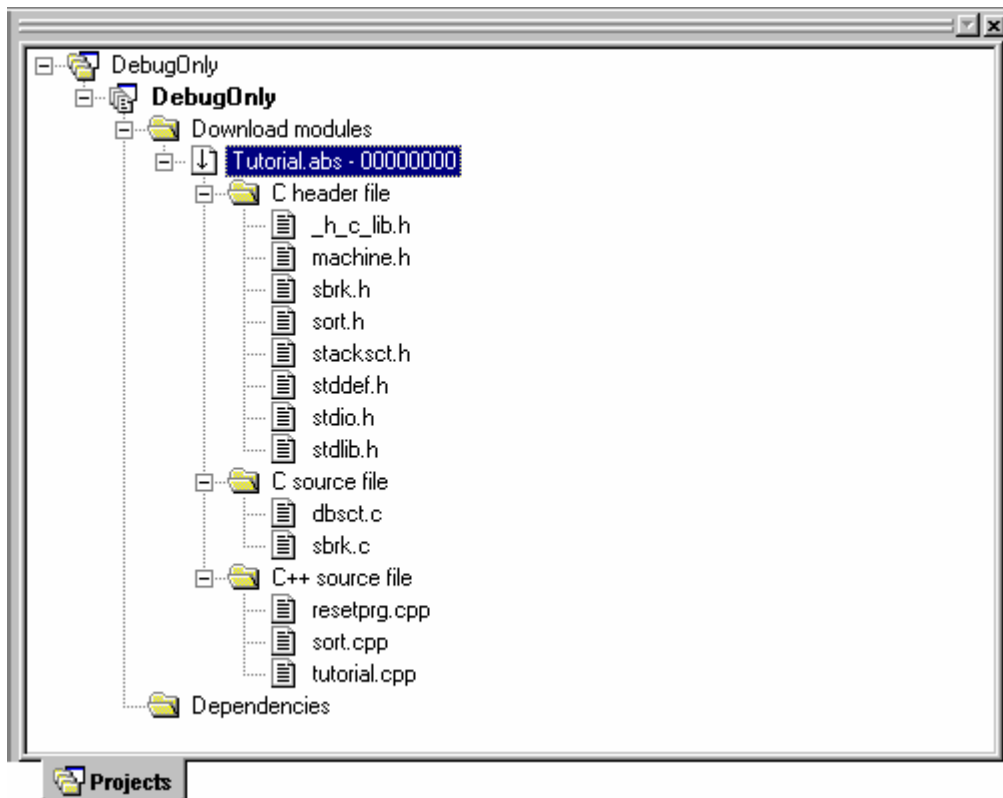 DebugOnly
DebugOnly
Download modules
Tutorial.abs - 00000000
C header file
_h_c_lib.h
machine.h
sbrk.h
sort.h
stacksct.h
stddef.h
stdio.h
stdlib.h
C source file
dbsct.c
sbrk.c
C++ source file
resetprg.cpp
sort.cpp
tutorial.cpp
Dependencies
Projects